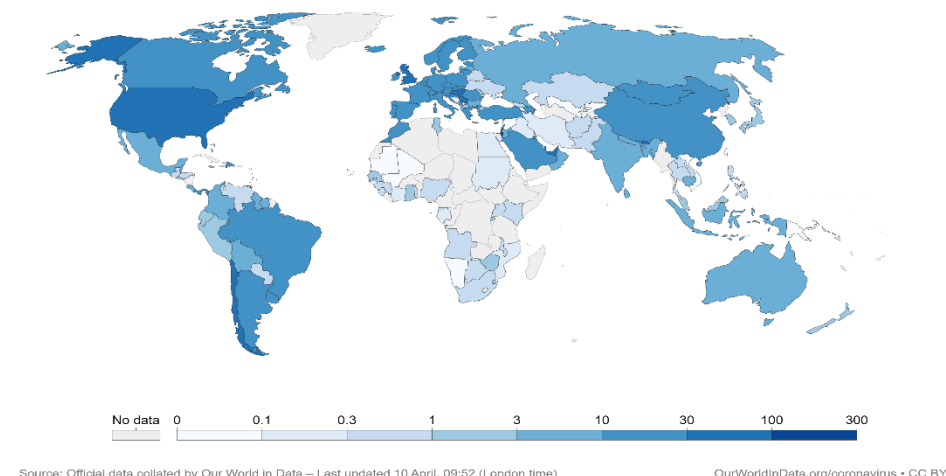 No data 0 0.1 0.3 1 3 10 30 100 300
Source: Official data collated by Our World in Data – Last updated 10 April, 09:52 (London time) OurWorldInData.org/coronavirus • CC BY